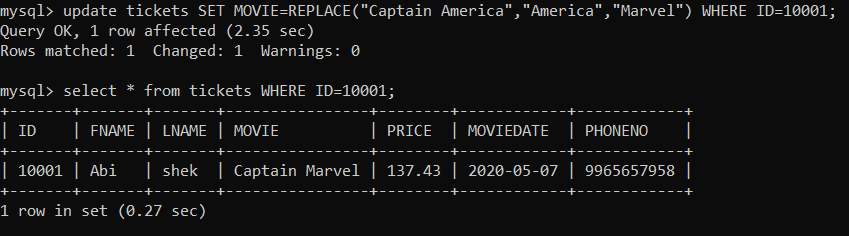 mysql> update tickets SET MOVIE=REPLACE("Captain America","America","Marvel") WHERE ID=10001;
Query OK, 1 row affected (2.35 sec)
Rows matched: 1  Changed: 1  Warnings: 0

mysql> select * from tickets WHERE ID=10001;
+-------+-------+-------+----------------+--------+------------+------------+
| ID    | FNAME | LNAME | MOVIE          | PRICE  | MOVIEDATE  | PHONENO    |
+-------+-------+-------+----------------+--------+------------+------------+
| 10001 | Abi   | shek  | Captain Marvel | 137.43 | 2020-05-07 | 9965657958 |
+-------+-------+-------+----------------+--------+------------+------------+
1 row in set (0.27 sec)